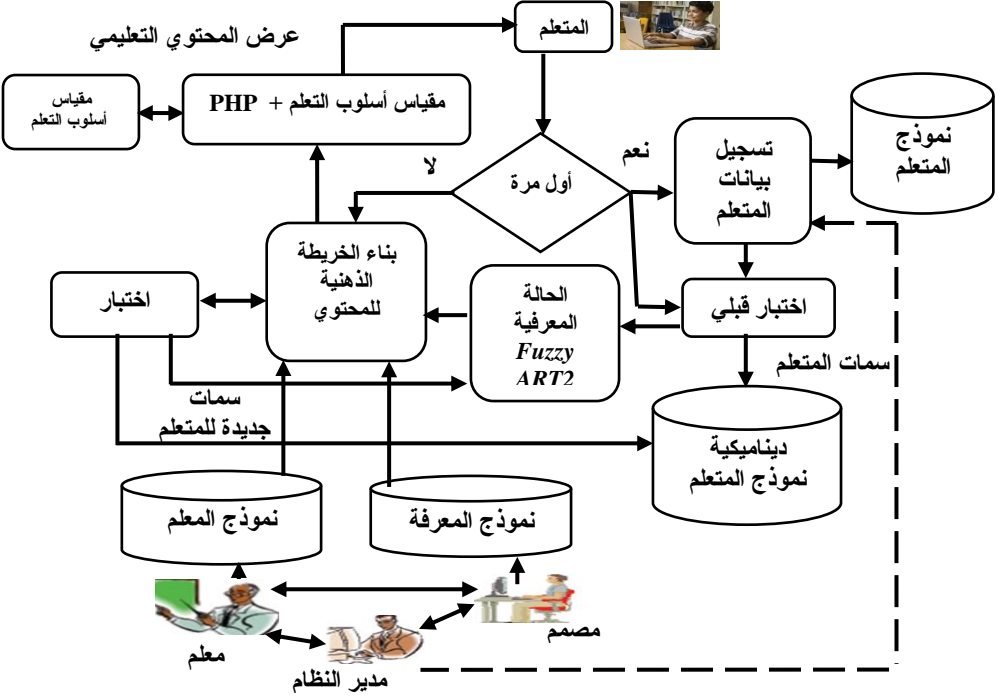 المتعلم
عرض المحتوي التعليمي
مقياس أسلوب التعلم + PHP
مقياس
أسلوب التعلم
نموذج
المتعلم
تسجيل
بيانات
المتعلم
نعم
أول مرة
لا
بناء الخريطة
الذهنية
للمحتوي
الحالة
المعرفية
Fuzzy
ART2
اختبار قبلي
اختبار
سمات المتعلم
سمات
جديدة للمتعلم
ديناميكية
نموذج المتعلم
نموذج المعرفة
نموذج المعلم
مصمم
معلم
مدير النظام